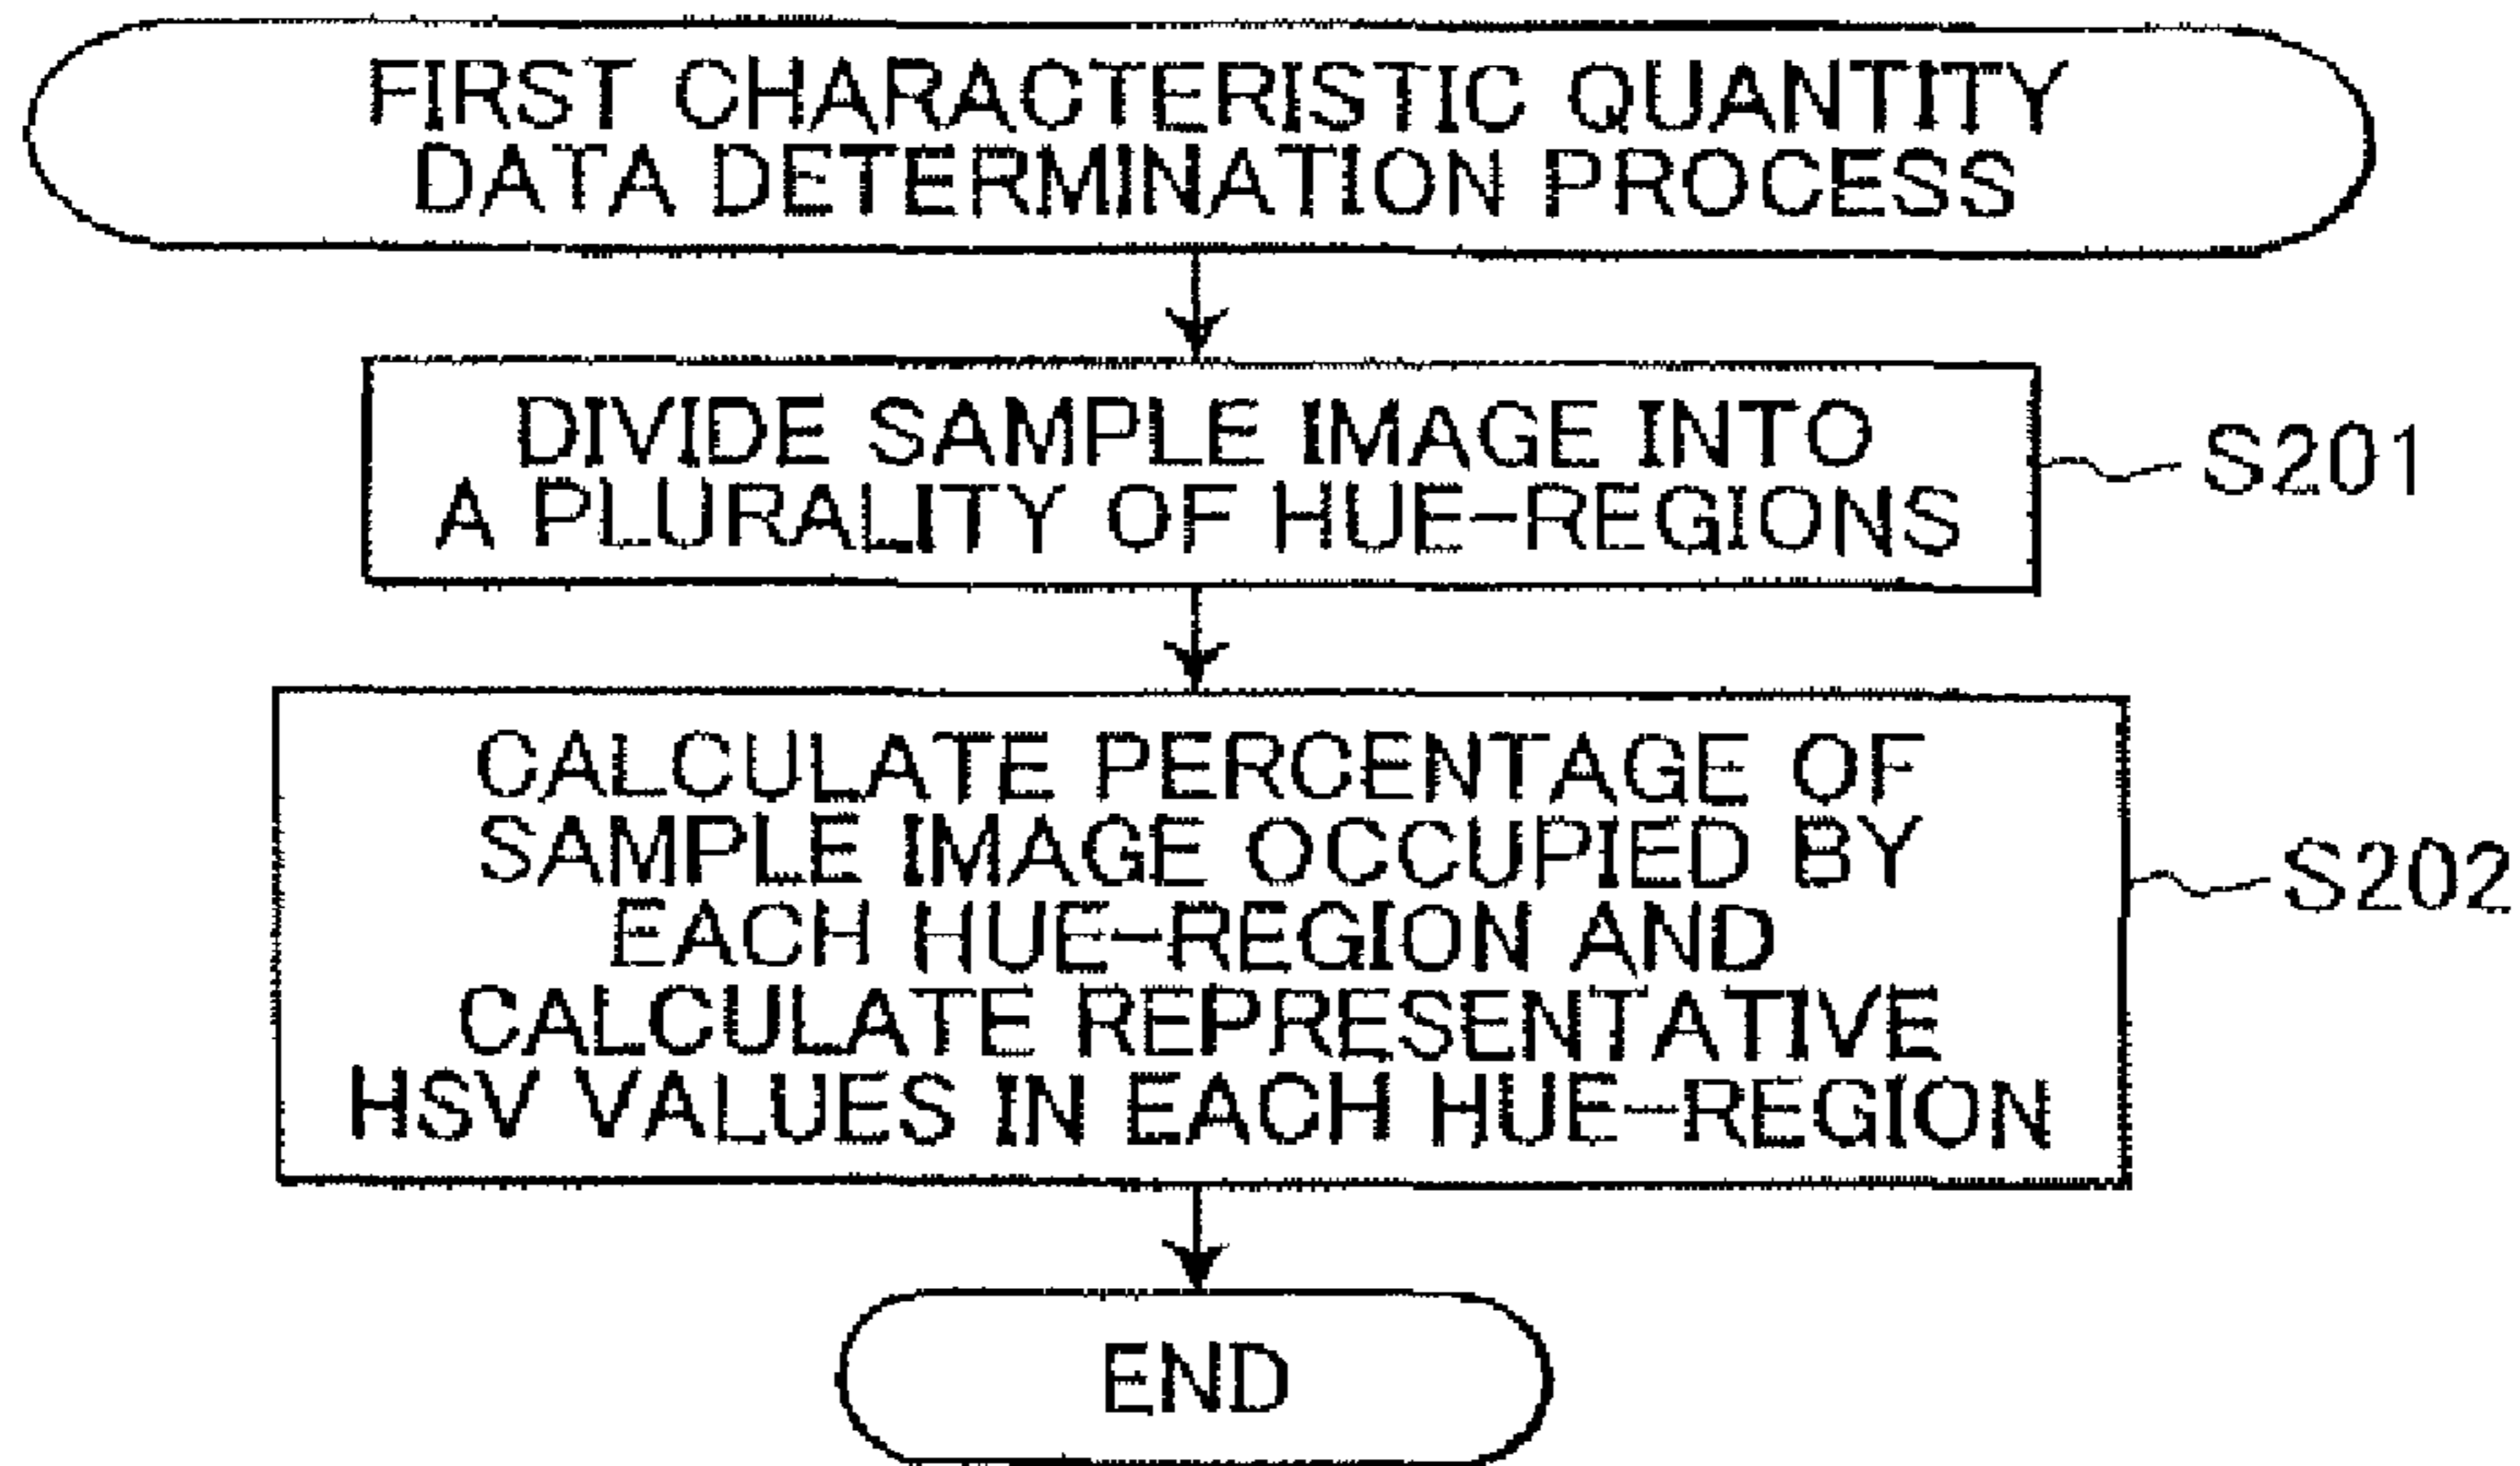 FIRST CHARACTERISTIC QUANTITY
DATA DETERMINATION PROCESS
DIVIDE SAMPLE IMAGE INTO
A PLURALITY OF HUE-REGIONS
S201
CALCULATE PERCENTAGE OF
SAMPLE IMAGE OCCUPIED BY
EACH HUE-REGION AND
CALCULATE REPRESENTATIVE
HSV VALUES IN EACH HUE-REGION
S202
END